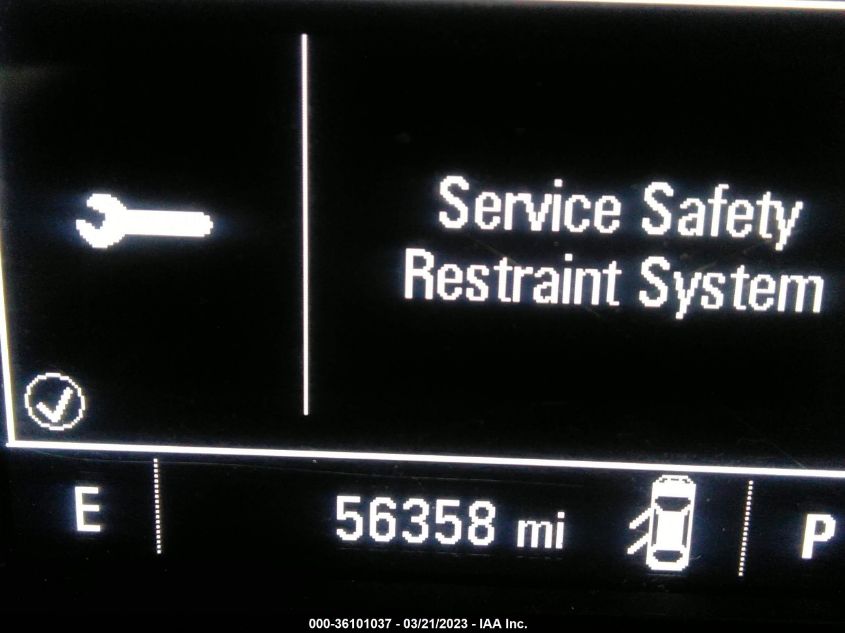 Service Safety
Restraint System
E 56358 mi P
000-36101037 - 03/21/2023 - IAA Inc.